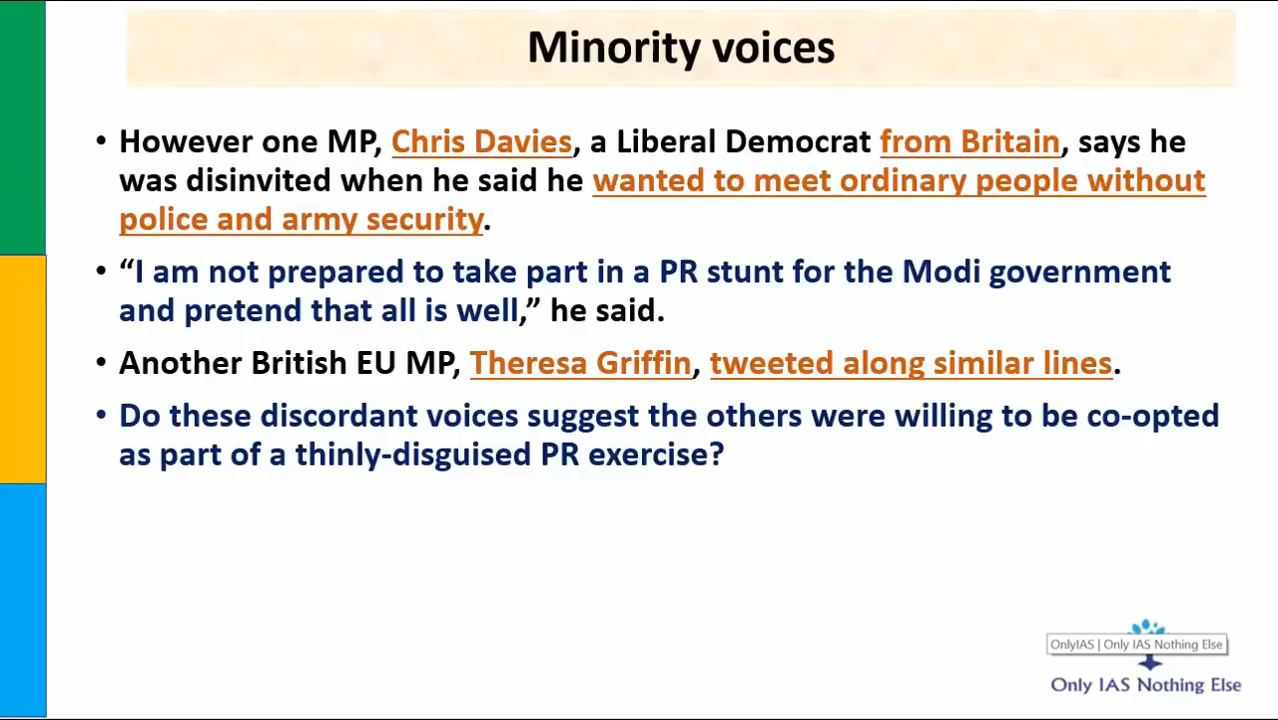 Minority voices
• However one MP, Chris Davies, a Liberal Democrat from Britain, says he
was disinvited when he said he wanted to meet ordinary people without
police and army security.
• “I am not prepared to take part in a PR stunt for the Modi government
and pretend that all is well,” he said.
• Another British EU MP, Theresa Griffin, tweeted along similar lines.
• Do these discordant voices suggest the others were willing to be co-opted
as part of a thinly-disguised PR exercise?
OnlyIAS | Only IAS Nothing Else
Only IAS Nothing Else